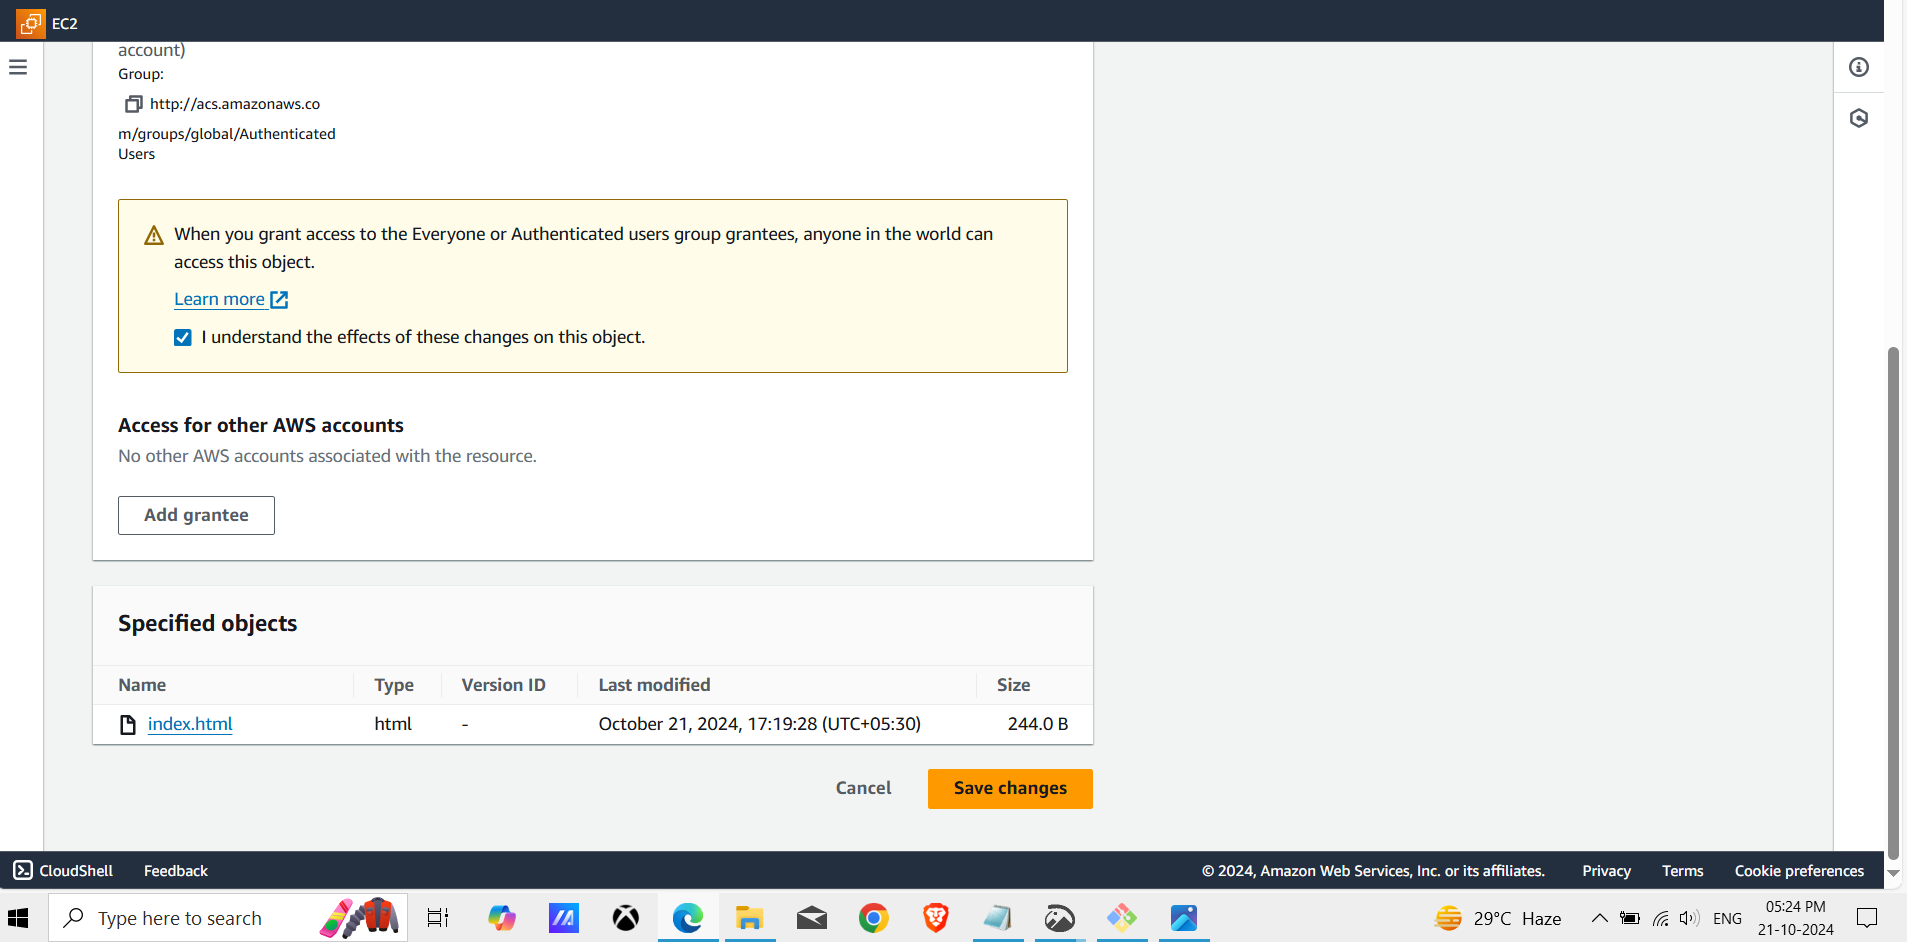 EC2
account)
Group:
http://acs.amazonaws.co
m/groups/global/Authenticated
Users
When you grant access to the Everyone or Authenticated users group grantees, anyone in the world can
access this object.
Learn more
I understand the effects of these changes on this object.
Access for other AWS accounts
No other AWS accounts associated with the resource.
Add grantee
Specified objects
Name Type Version ID Last modified Size
index.html html - October 21, 2024, 17:19:28 (UTC+05:30) 244.0 B
Cancel Save changes
CloudShell Feedback © 2024, Amazon Web Services, Inc. or its affiliates. Privacy Terms Cookie preferences
Type here to search 29°C Haze ENG 05:24 PM
21-10-2024